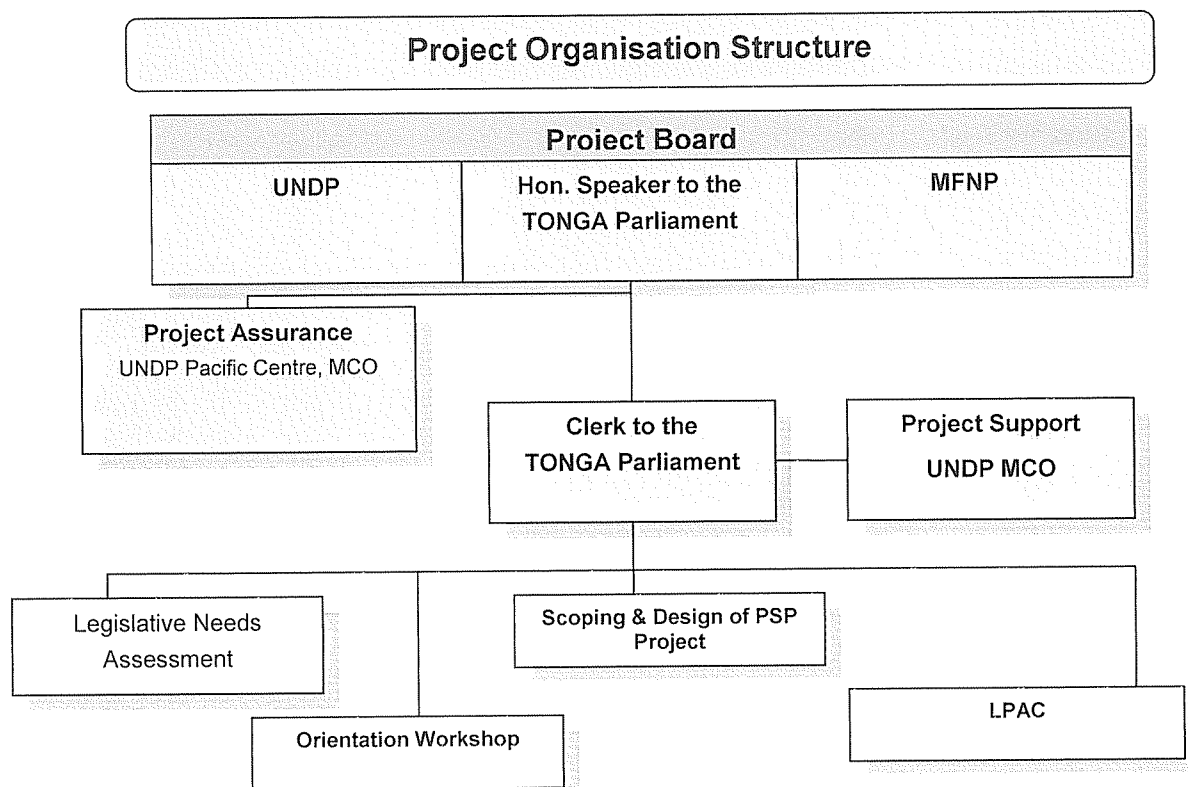 Project Organisation Structure
Project Board
UNDP
Hon. Speaker to the
TONGA Parliament
MFNP
Project Assurance
UNDP Pacific Centre, MCO
Clerk to the
TONGA Parliament
Project Support
UNDP MCO
Legislative Needs
Assessment
Scoping & Design of PSP
Project
Orientation Workshop
LPAC